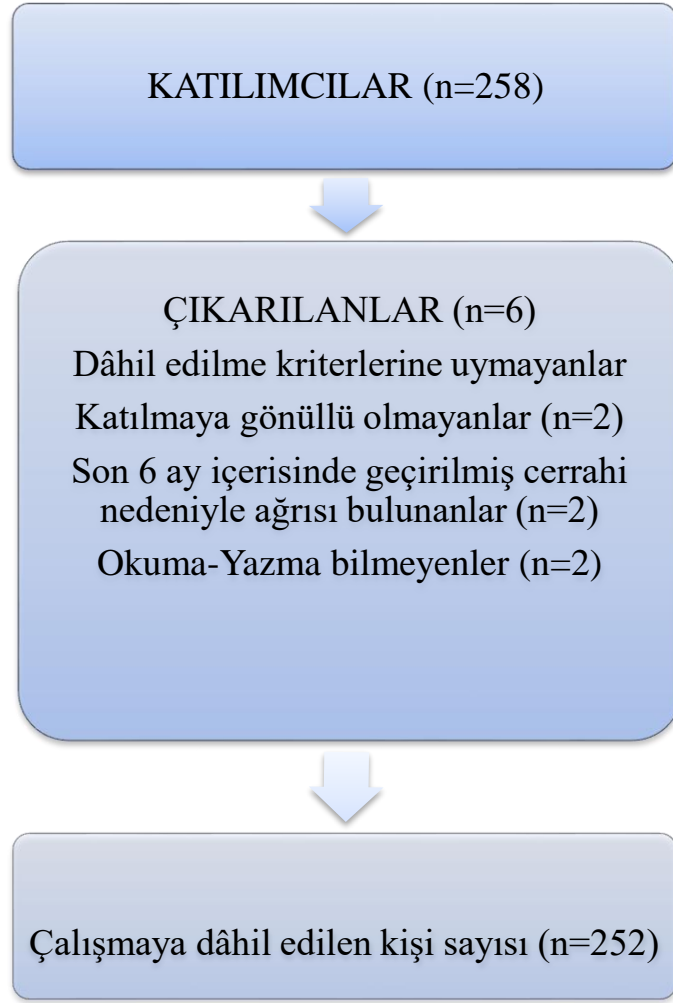 KATILIMCILAR (n=258)
ÇIKARILANLAR (n=6)
Dâhil edilme kriterlerine uymayanlar
Katılmaya gönüllü olmayanlar (n=2)
Son 6 ay içerisinde geçirilmiş cerrahi
nedeniyle ağrısı bulunanlar (n=2)
Okuma-Yazma bilmeyenler (n=2)
Çalışmaya dâhil edilen kişi sayısı (n=252)